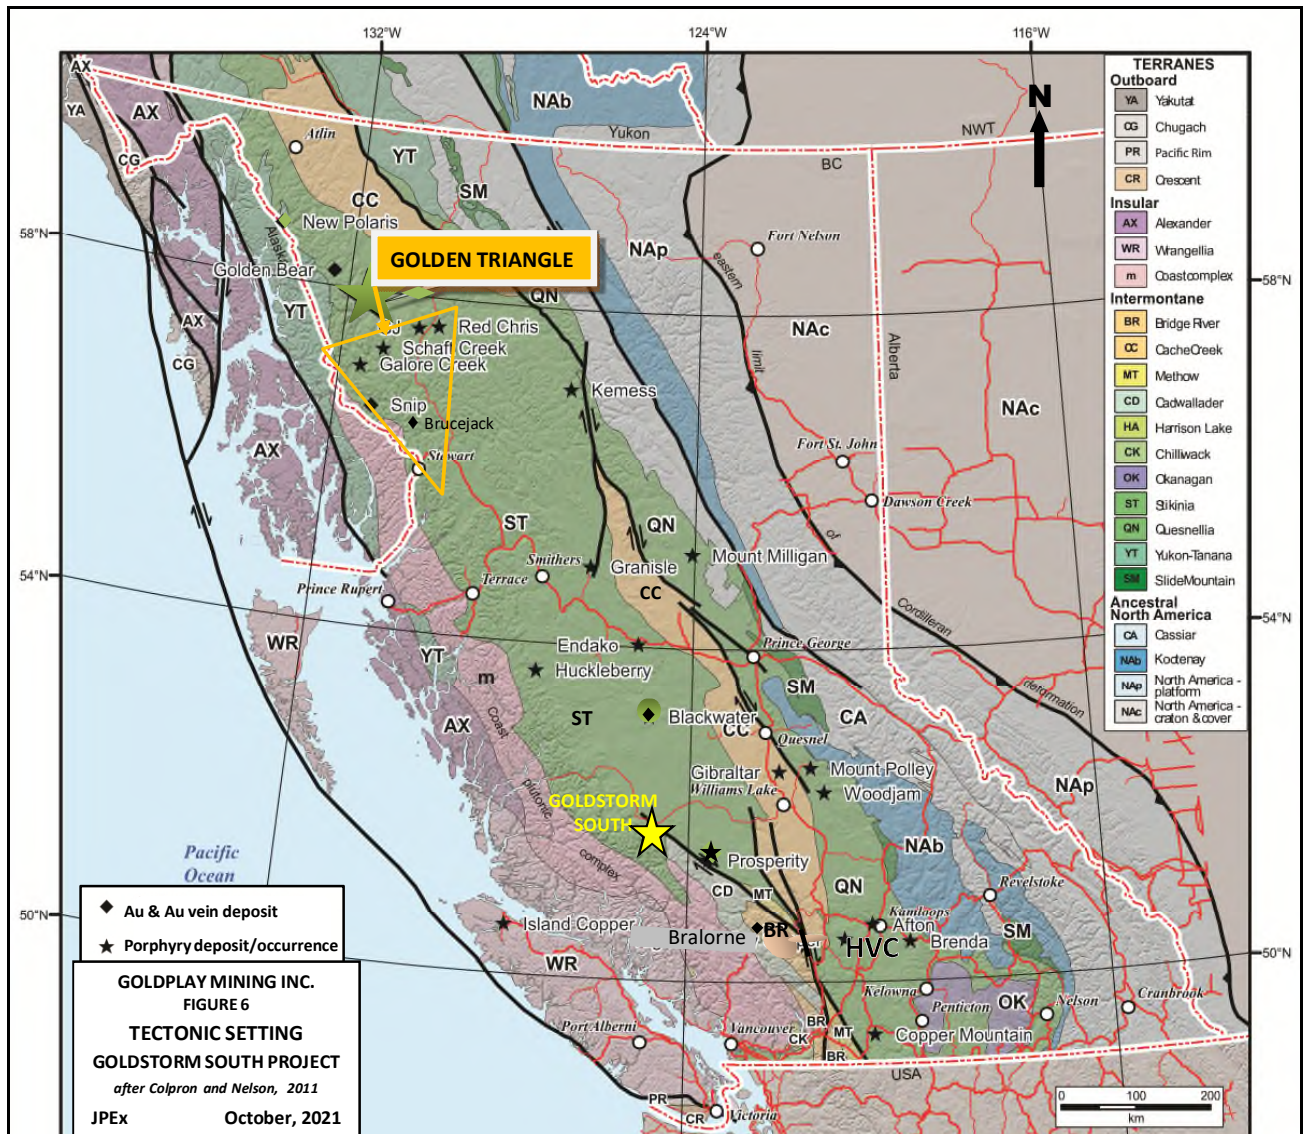 132°W
124°W
116°W
58°N
54°N
50°N
58°N
54°N
50°N
N
TERRANES
Outboard
YA Yakutat
CG Chugach
PR Pacific Rim
CR Crescent
Insular
AX Alexander
WR Wrangellia
m Coastcomplex
Intermontane
BR Bridge River
CC CacheCreek
MT Methow
CD Cadwallader
HA Harrison Lake
CK Chilliwack
OK Okanagan
ST Stikinia
QN Quesnellia
YT Yukon-Tanana
SM SlideMountain
Ancestral
North America
CA Cassiar
NAb Kootenay
NAp North America -
platform
NAc North America -
craton & cover
AX
YA
AX
CG
Atlin
YT
CC
SM
NAb
Yukon
NWT
BC
NAp
Fort Nelson
eastern
limit
of
Cordilleran
deformation
New Polaris
Alaska
Golden Bear
GOLDEN TRIANGLE
QN
YT
AX
CG
Red Chris
Schaft Creek
Galore Creek
Snip
Brucejack
Stewart
Kemess
NAc
Alberta
NAc
Fort St. John
Dawson Creek
AX
ST
QN
Smithers
Granisle
Mount Milligan
CC
Terrace
Prince Rupert
WR
YT
m
Endako
Huckleberry
Prince George
SM
CA
Coast
plutonic
complex
AX
ST
Blackwater
CC
Quesnel
Gibraltar
Mount Polley
Williams Lake
Woodjam
NAp
GOLDSTORM
SOUTH
Prosperity
NAb
CD
MT
QN
Revelstoke
Pacific
Ocean
Island Copper
Bralorne
BR
Kamloops
Afton
HVC
Brenda
SM
WR
Kelowna
Penticton
OK
Nelson
Cranbrook
Port Alberni
Vancouver
CK
BR
MT
BR
Copper Mountain
USA
PR
CR
Victoria
Au & Au vein deposit
Porphyry deposit/occurrence
GOLDPLAY MINING INC.
FIGURE 6
TECTONIC SETTING
GOLDSTORM SOUTH PROJECT
after Colpron and Nelson, 2011
JPEx October, 2021
0 100 200
km